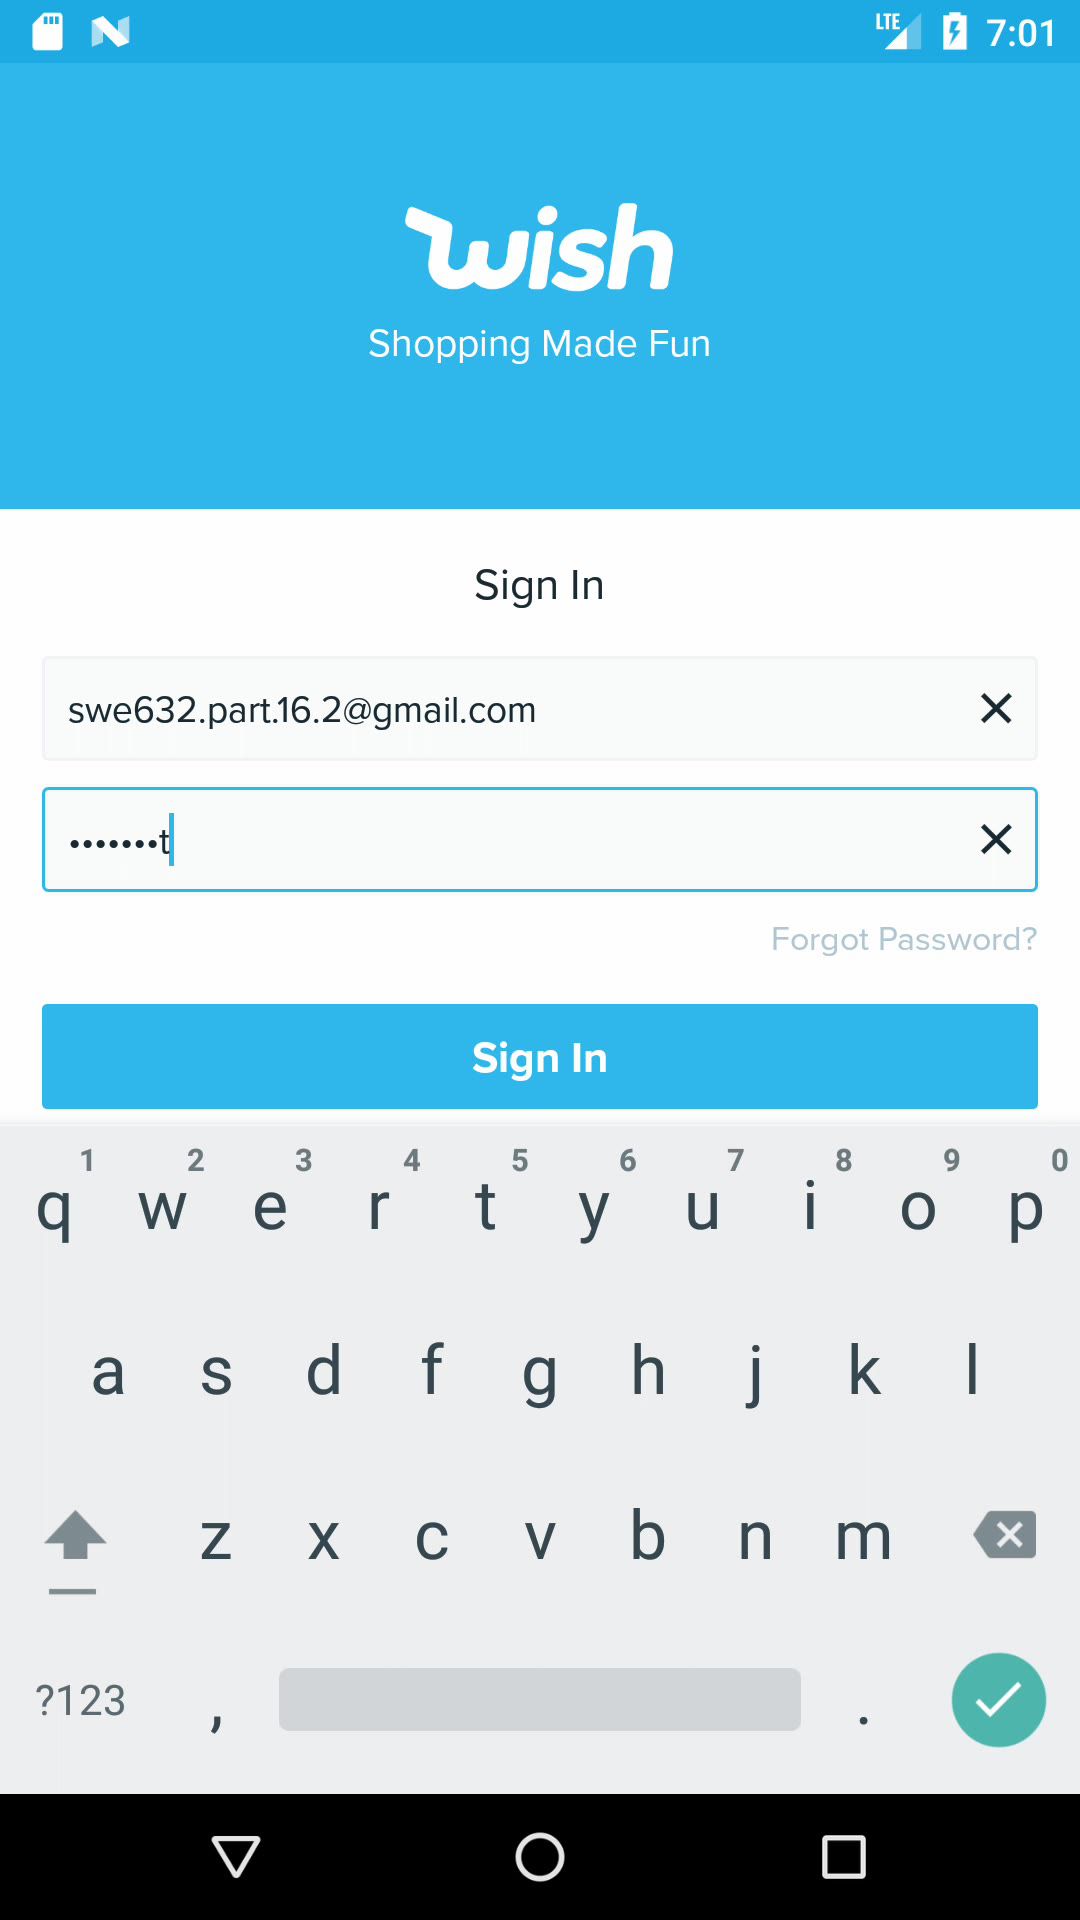 LTE 7:01
wish
Shopping Made Fun
Sign In
swe632.part.16.2@gmail.com
•••••••t
Forgot Password?
Sign In
1 2 3 4 5 6 7 8 9 0
q w e r t y u i o p
a s d f g h j k l
z x c v b n m
?123 , .